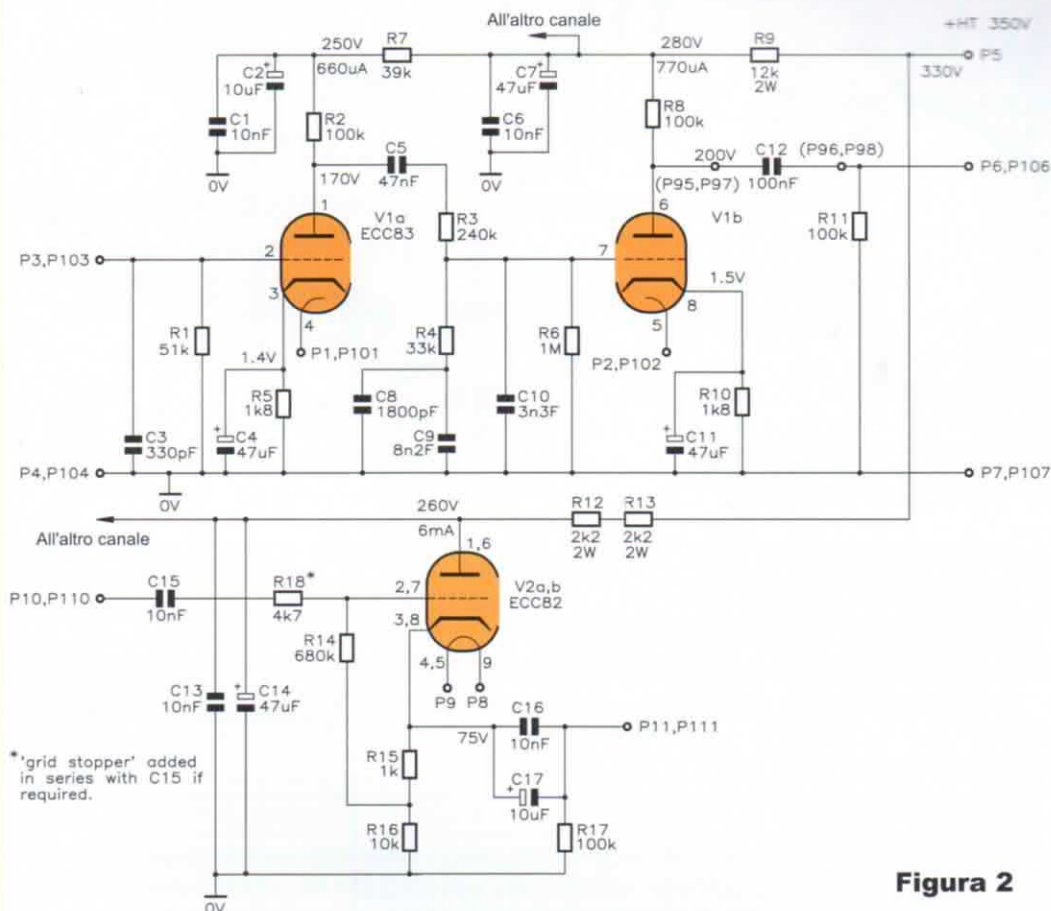 All'altro canale
+HT 350V
250V
R7
280V
R9
P5
660uA
39k
770uA
12k
2W
330V
C2
10uF
+
C7
47uF
+
R2
100k
R8
100k
C1
10nF
C6
10nF
C5
47nF
200V
C12
100nF
(P96,P98)
(P95,P97)
P6,P106
0V
0V
170V
1
V1a
ECC83
R3
240k
6
V1b
R11
100k
P3,P103
2
7
3
4
1.5V
8
5
R1
51k
P1,P101
R4
33k
R6
1M
P2,P102
1.4V
R5
1k8
C8
1800pF
C10
3n3F
R10
1k8
C3
330pF
+
C4
47uF
C9
8n2F
+
C11
47uF
P4,P104
P7,P107
0V
260V
R12
R13
6mA
2k2
2W
2k2
2W
All'altro canale
1,6
C15
R18*
2,7
V2a,b
ECC82
P10,P110
10nF
4k7
3,8
R14
680k
4,5
9
P9
P8
C13
10nF
+
C14
47uF
C16
10nF
P11,P111
75V
*'grid stopper' added
in series with C15 if
required.
R15
1k
+
C17
10uF
R16
10k
R17
100k
0V
Figura 2